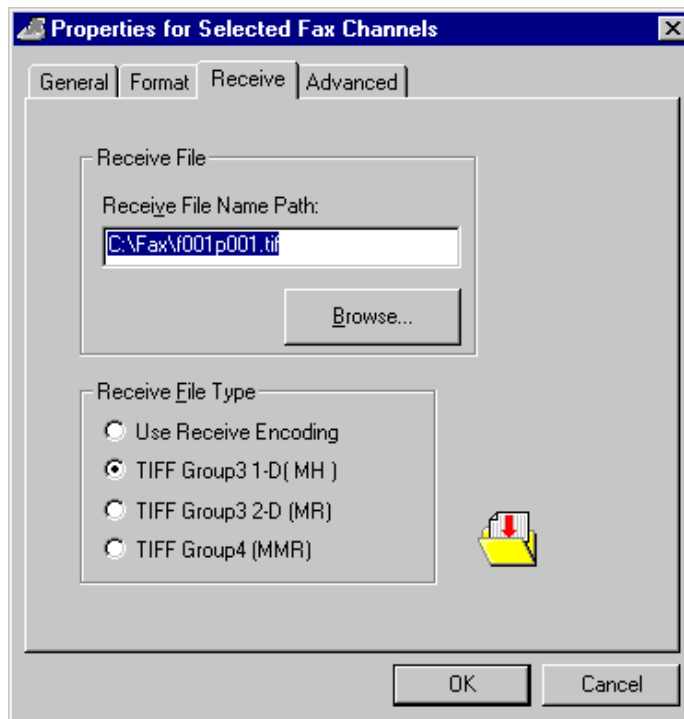 Properties for Selected Fax Channels
General Format Receive Advanced
Receive File
Receive File Name Path:
C:\Fax\f001p001.tif
Browse...
Receive File Type
Use Receive Encoding
TIFF Group3 1-D( MH )
TIFF Group3 2-D (MR)
TIFF Group4 (MMR)
OK Cancel